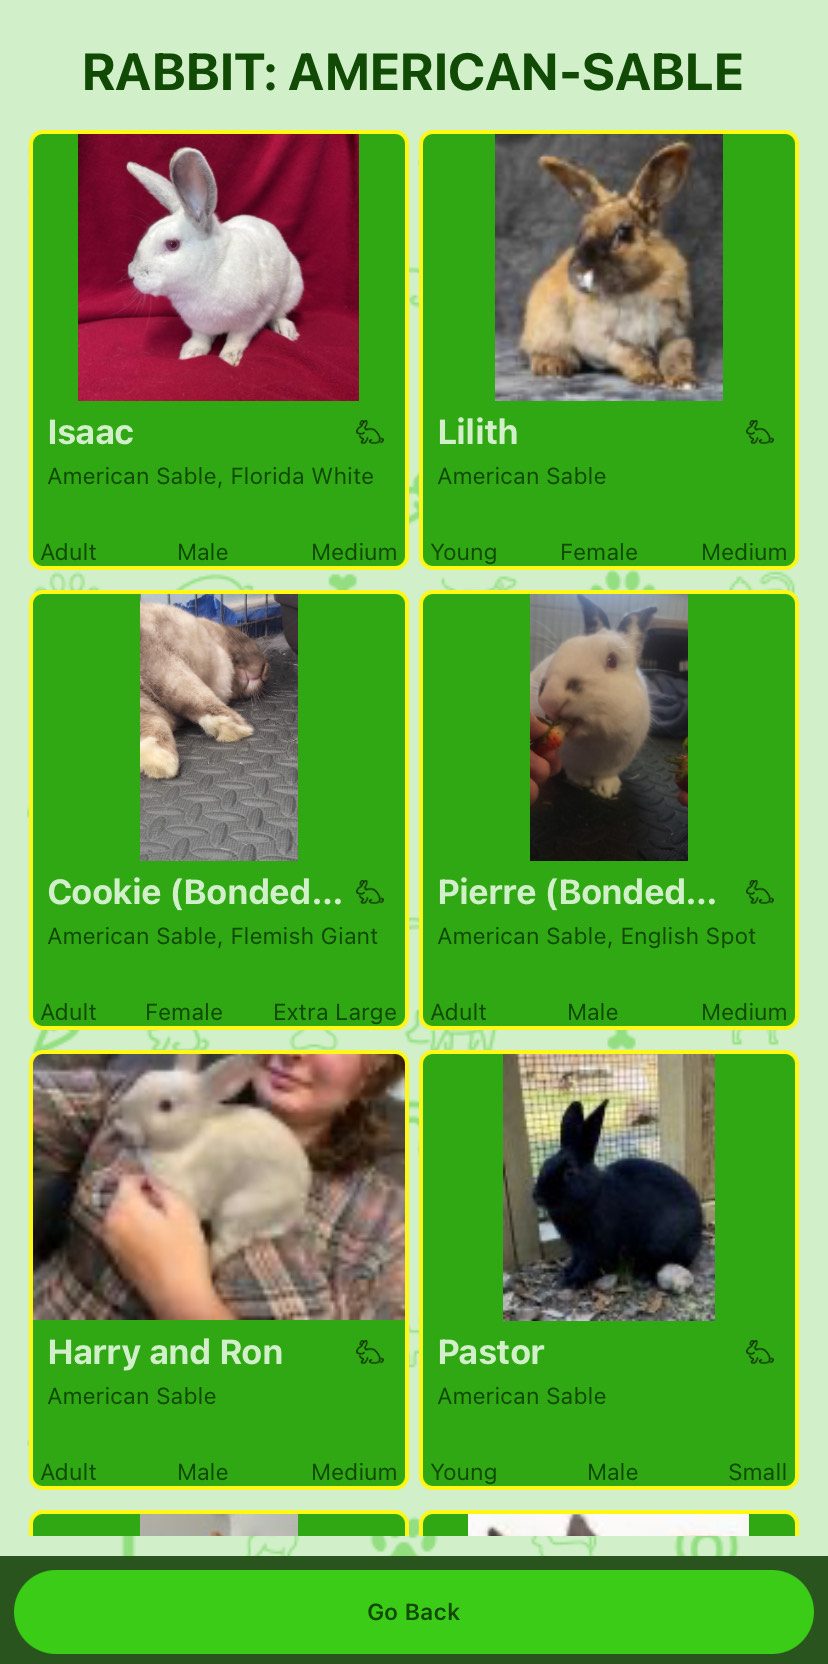 RABBIT: AMERICAN-SABLE
Isaac
American Sable, Florida White
Adult Male Medium
Lilith
American Sable
Young Female Medium
Cookie (Bonded...
American Sable, Flemish Giant
Adult Female Extra Large
Pierre (Bonded...
American Sable, English Spot
Adult Male Medium
Harry and Ron
American Sable
Adult Male Medium
Pastor
American Sable
Young Male Small
Go Back